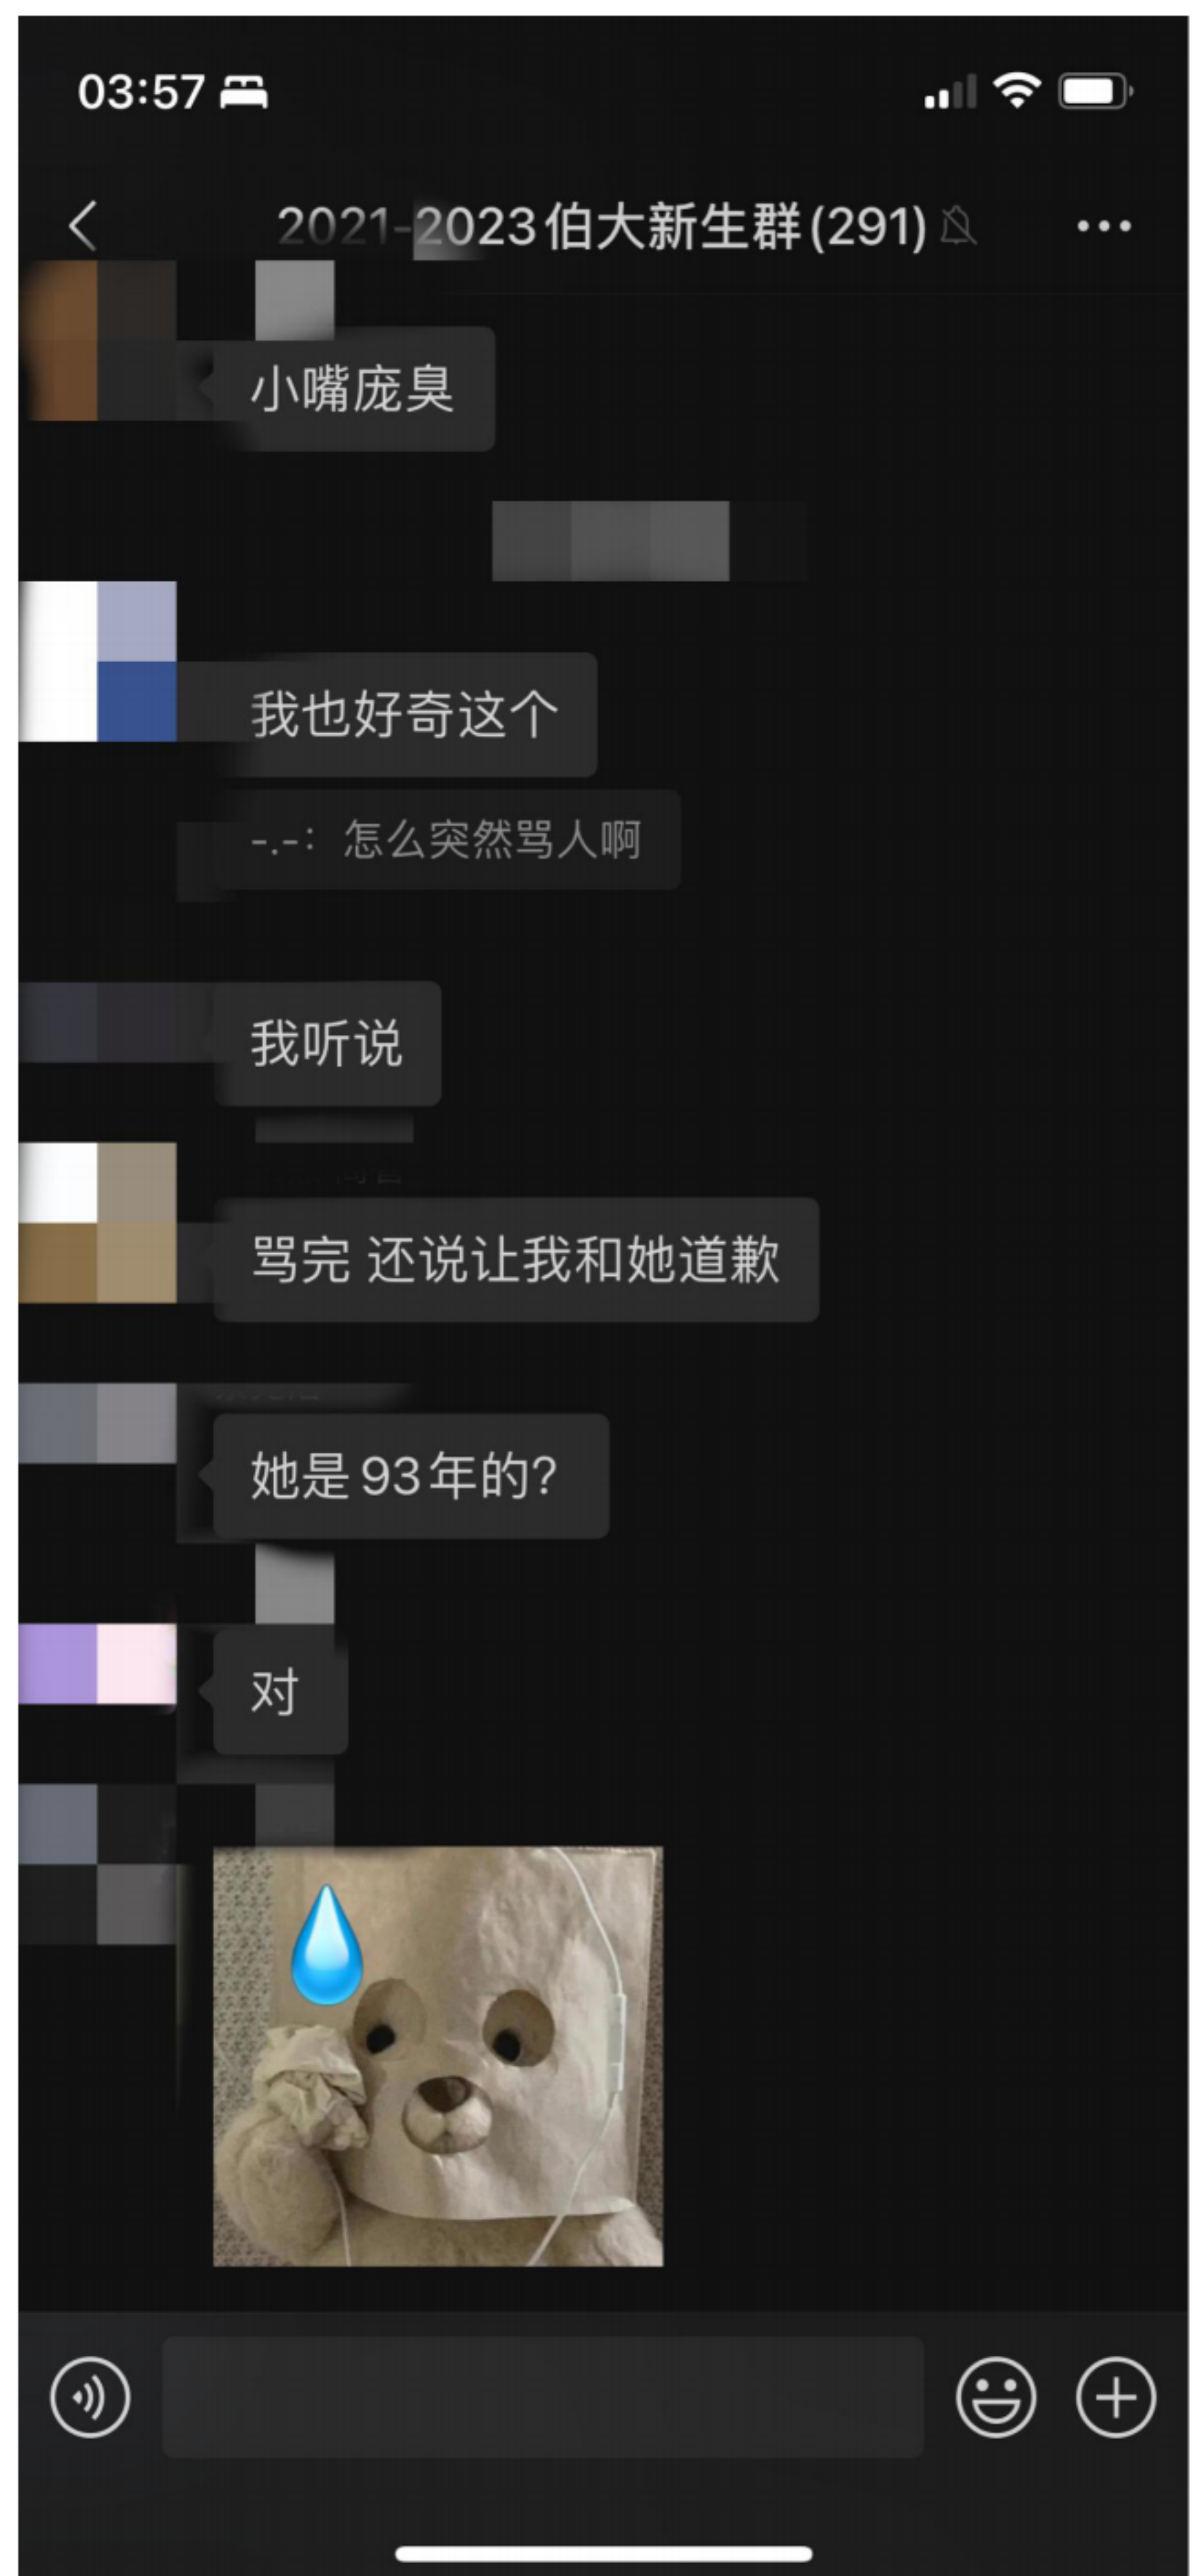 03:57
2021-2023伯大新生群(291)
小嘴庞臭
我也好奇这个
-.-：怎么突然骂人啊
我听说
骂完 还说让我和她道歉
她是93年的?
对